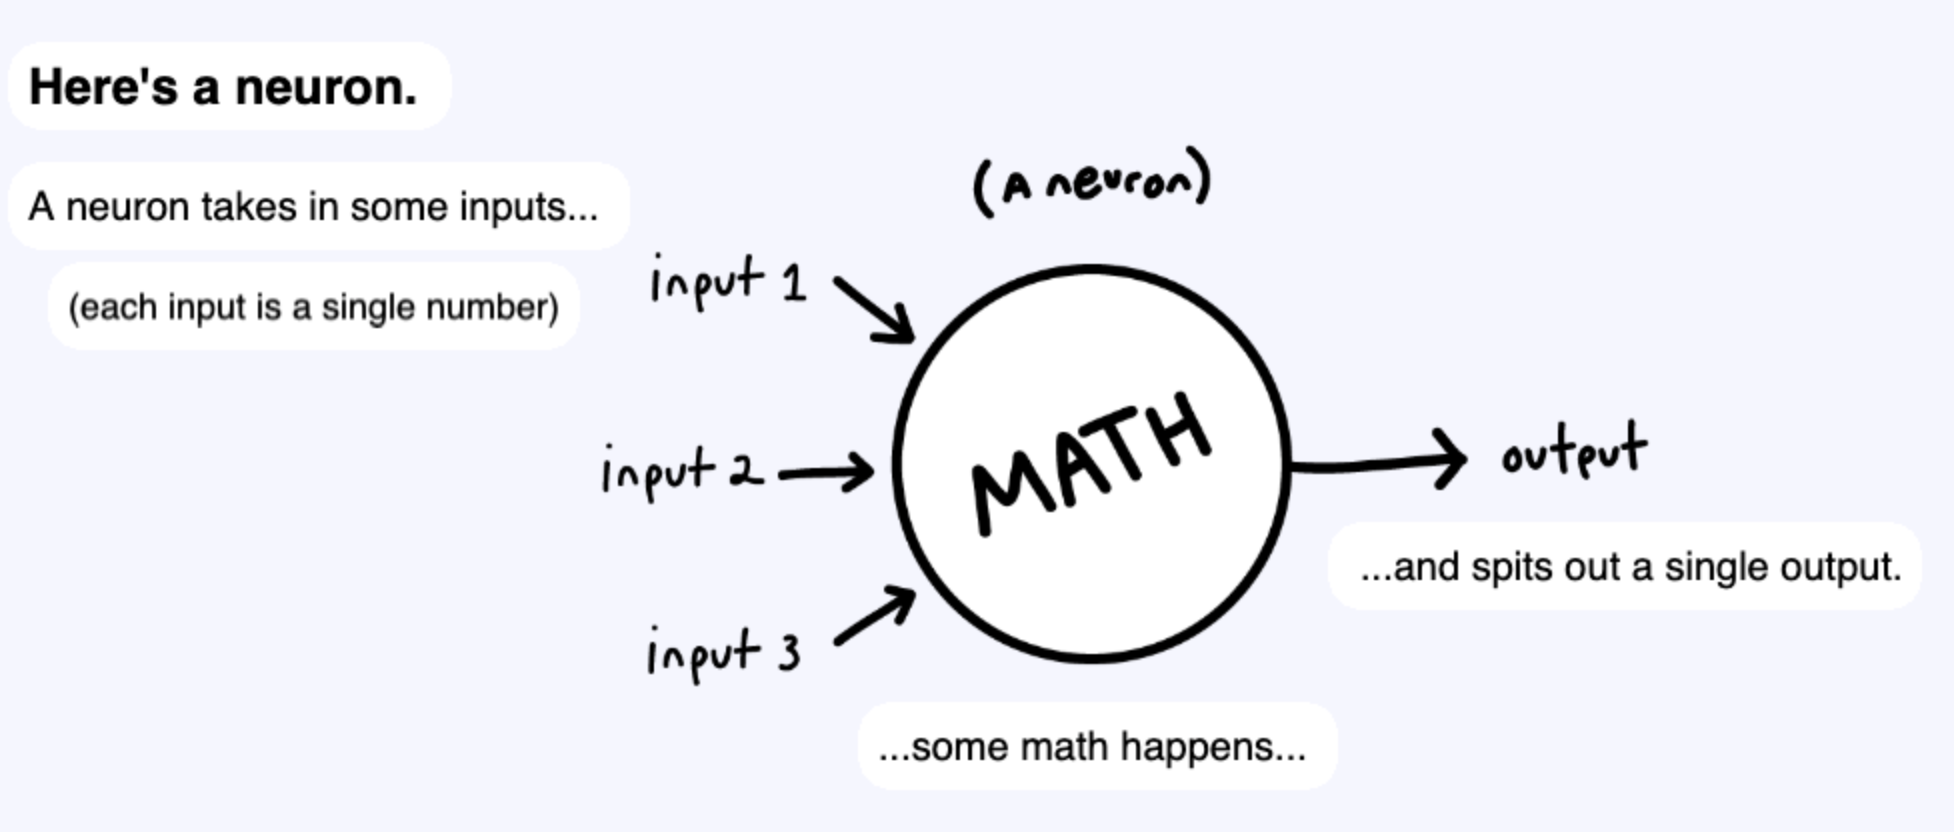 Here's a neuron.
A neuron takes in some inputs...
(each input is a single number)
(A neuron)
input 1
input 2
input 3
MATH
output
...and spits out a single output.
...some math happens...